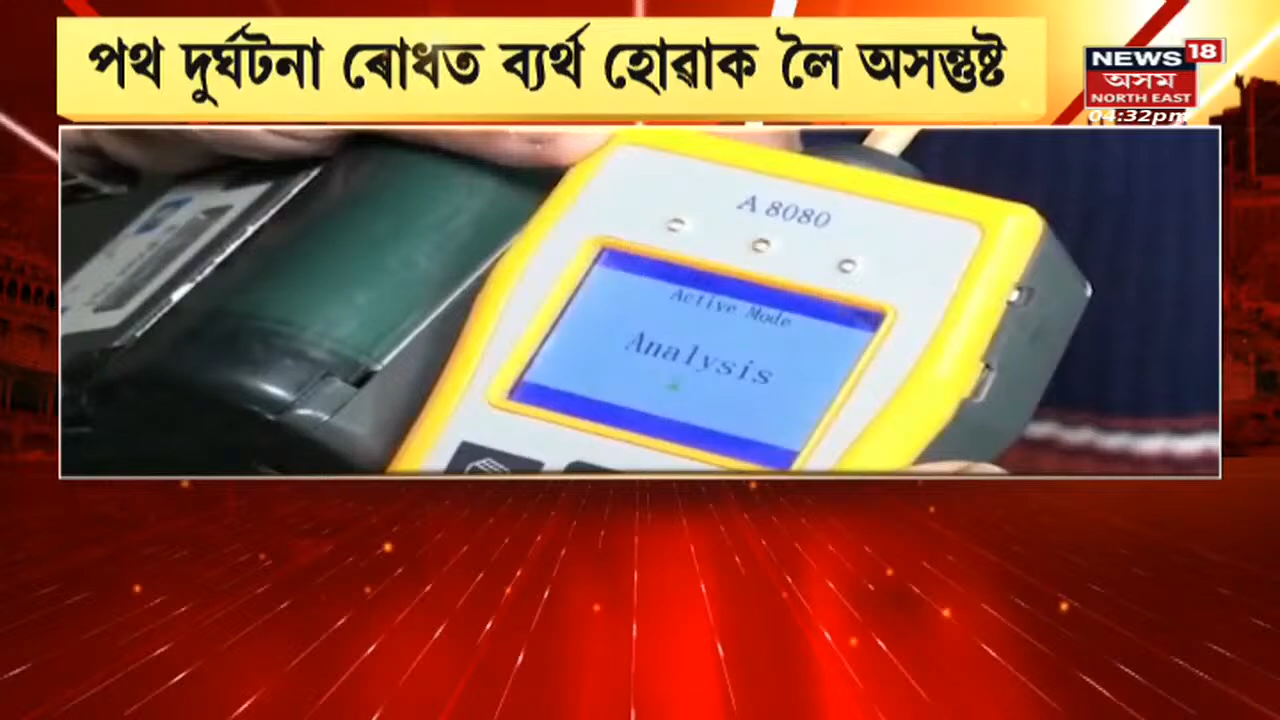 পথ দুৰ্ঘটনা ৰোধত ব্যৰ্থ হোৱাক লৈ অসন্তুষ্ট
NEWS 18
অসম
NORTH EAST
04:32pm
A 8080
Active Mode
Analysis